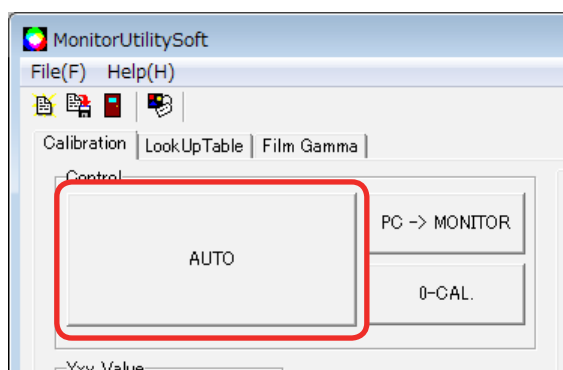 MonitorUtilitySoft
File(F) Help(H)
Calibration LookUpTable Film Gamma
Control
AUTO
PC -> MONITOR
0-CAL.
Yxy Value